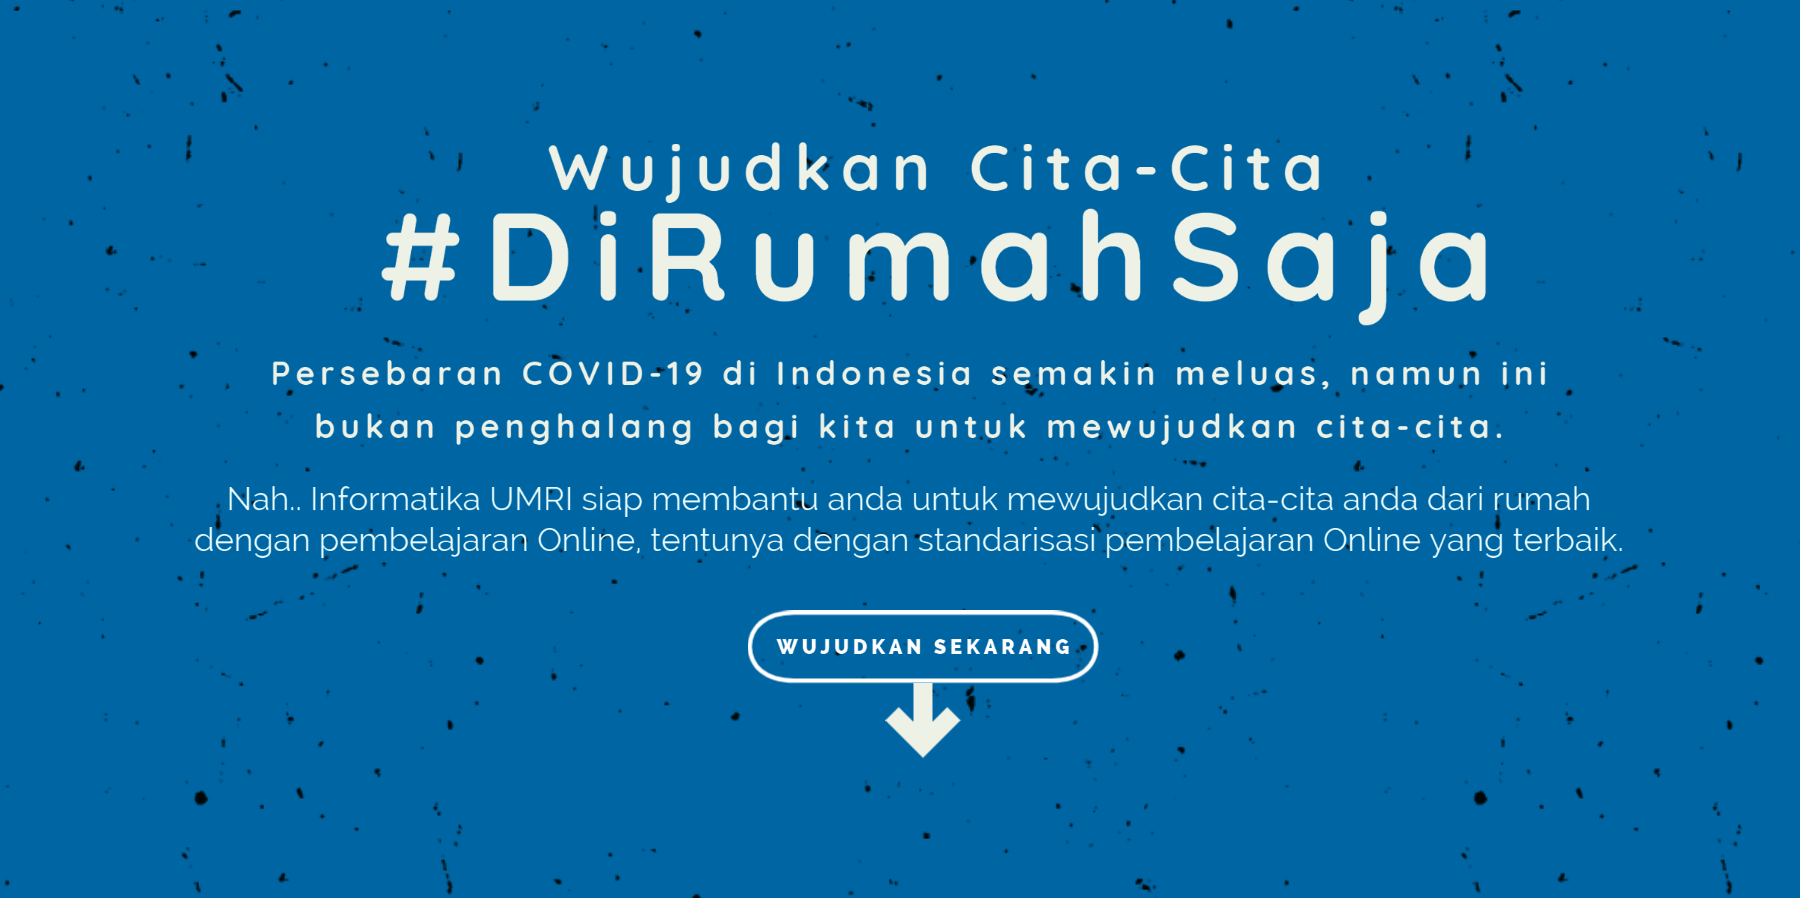 Wujudkan Cita-Cita
#DiRumahSaja
Persebaran COVID-19 di Indonesia semakin meluas, namun ini
bukan penghalang bagi kita untuk mewujudkan cita-cita.
Nah.. Informatika UMRI siap membantu anda untuk mewujudkan cita-cita anda dari rumah
dengan pembelajaran Online, tentunya dengan standarisasi pembelajaran Online yang terbaik.
WUJUDKAN SEKARANG